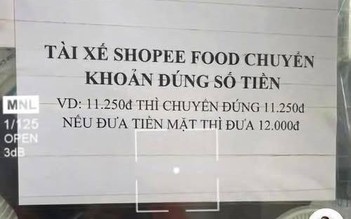 TÀI XẾ SHOPEE FOOD CHUYỂN
KHOẢN ĐÚNG SỐ TIỀN
VD: 11.250đ THÌ CHUYỂN ĐÚNG 11.250đ
NẾU ĐƯA TIỀN MẶT THÌ ĐƯA 12.000đ
MNL
1/125
OPEN
3dB